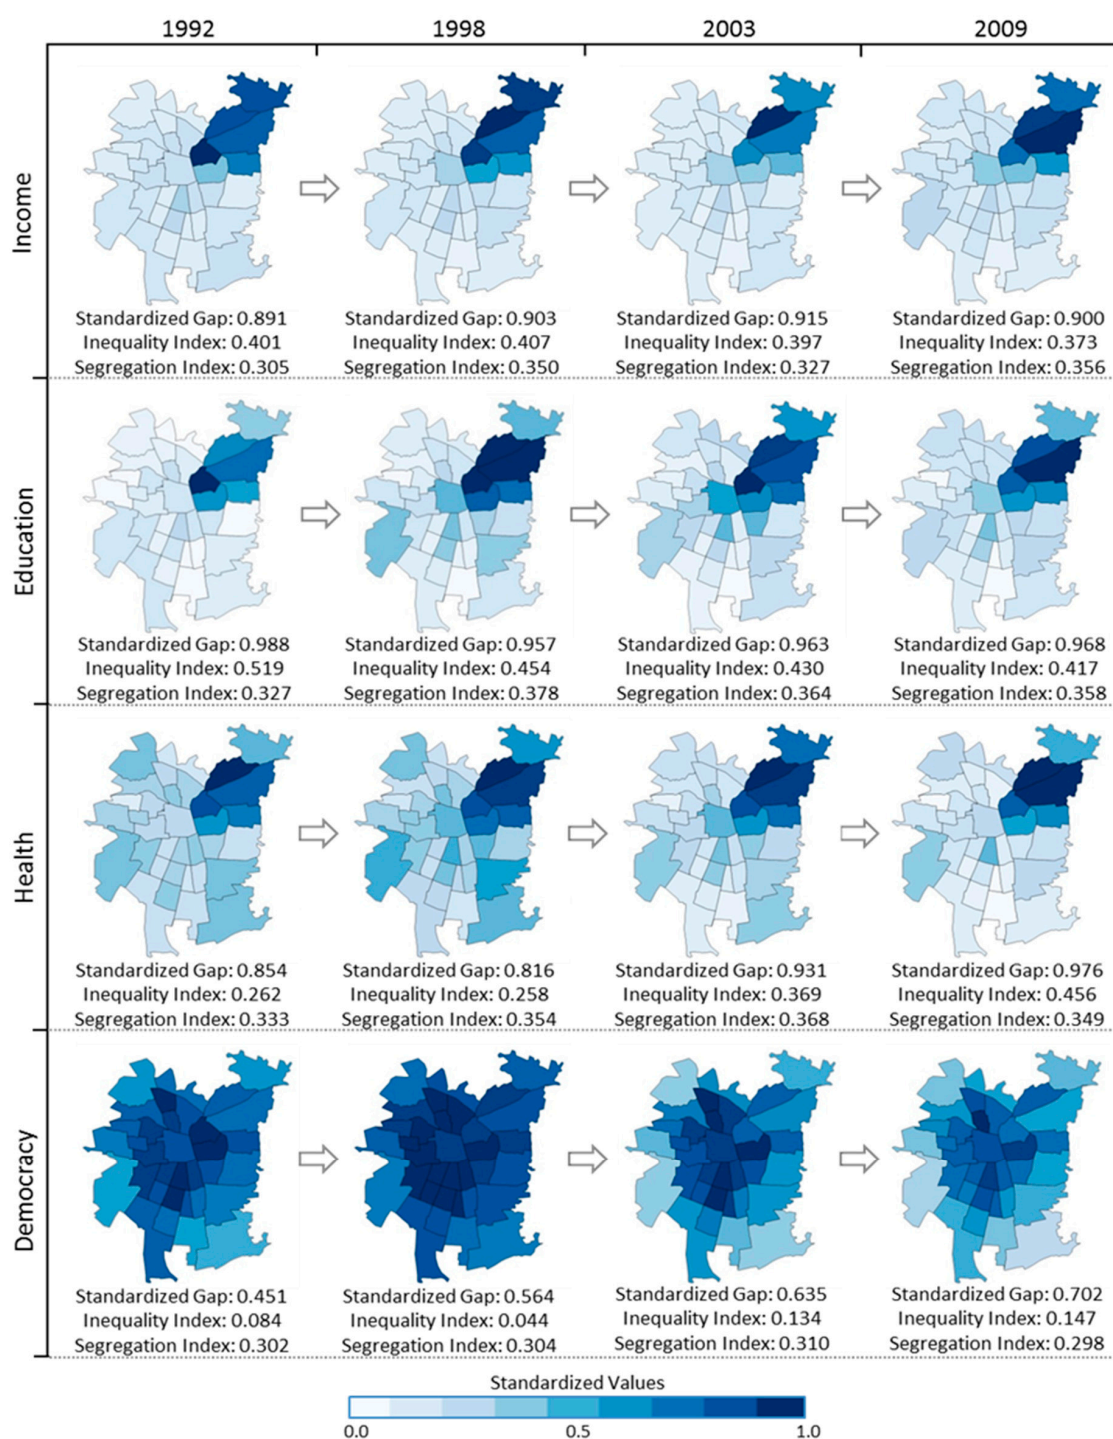 1992 1998 2003 2009
Income
Standardized Gap: 0.891
Inequality Index: 0.401
Segregation Index: 0.305
Standardized Gap: 0.903
Inequality Index: 0.407
Segregation Index: 0.350
Standardized Gap: 0.915
Inequality Index: 0.397
Segregation Index: 0.327
Standardized Gap: 0.900
Inequality Index: 0.373
Segregation Index: 0.356
Education
Standardized Gap: 0.988
Inequality Index: 0.519
Segregation Index: 0.327
Standardized Gap: 0.957
Inequality Index: 0.454
Segregation Index: 0.378
Standardized Gap: 0.963
Inequality Index: 0.430
Segregation Index: 0.364
Standardized Gap: 0.968
Inequality Index: 0.417
Segregation Index: 0.358
Health
Standardized Gap: 0.854
Inequality Index: 0.262
Segregation Index: 0.333
Standardized Gap: 0.816
Inequality Index: 0.258
Segregation Index: 0.354
Standardized Gap: 0.931
Inequality Index: 0.369
Segregation Index: 0.368
Standardized Gap: 0.976
Inequality Index: 0.456
Segregation Index: 0.349
Democracy
Standardized Gap: 0.451
Inequality Index: 0.084
Segregation Index: 0.302
Standardized Gap: 0.564
Inequality Index: 0.044
Segregation Index: 0.304
Standardized Gap: 0.635
Inequality Index: 0.134
Segregation Index: 0.310
Standardized Gap: 0.702
Inequality Index: 0.147
Segregation Index: 0.298
Standardized Values
0.0 0.5 1.0